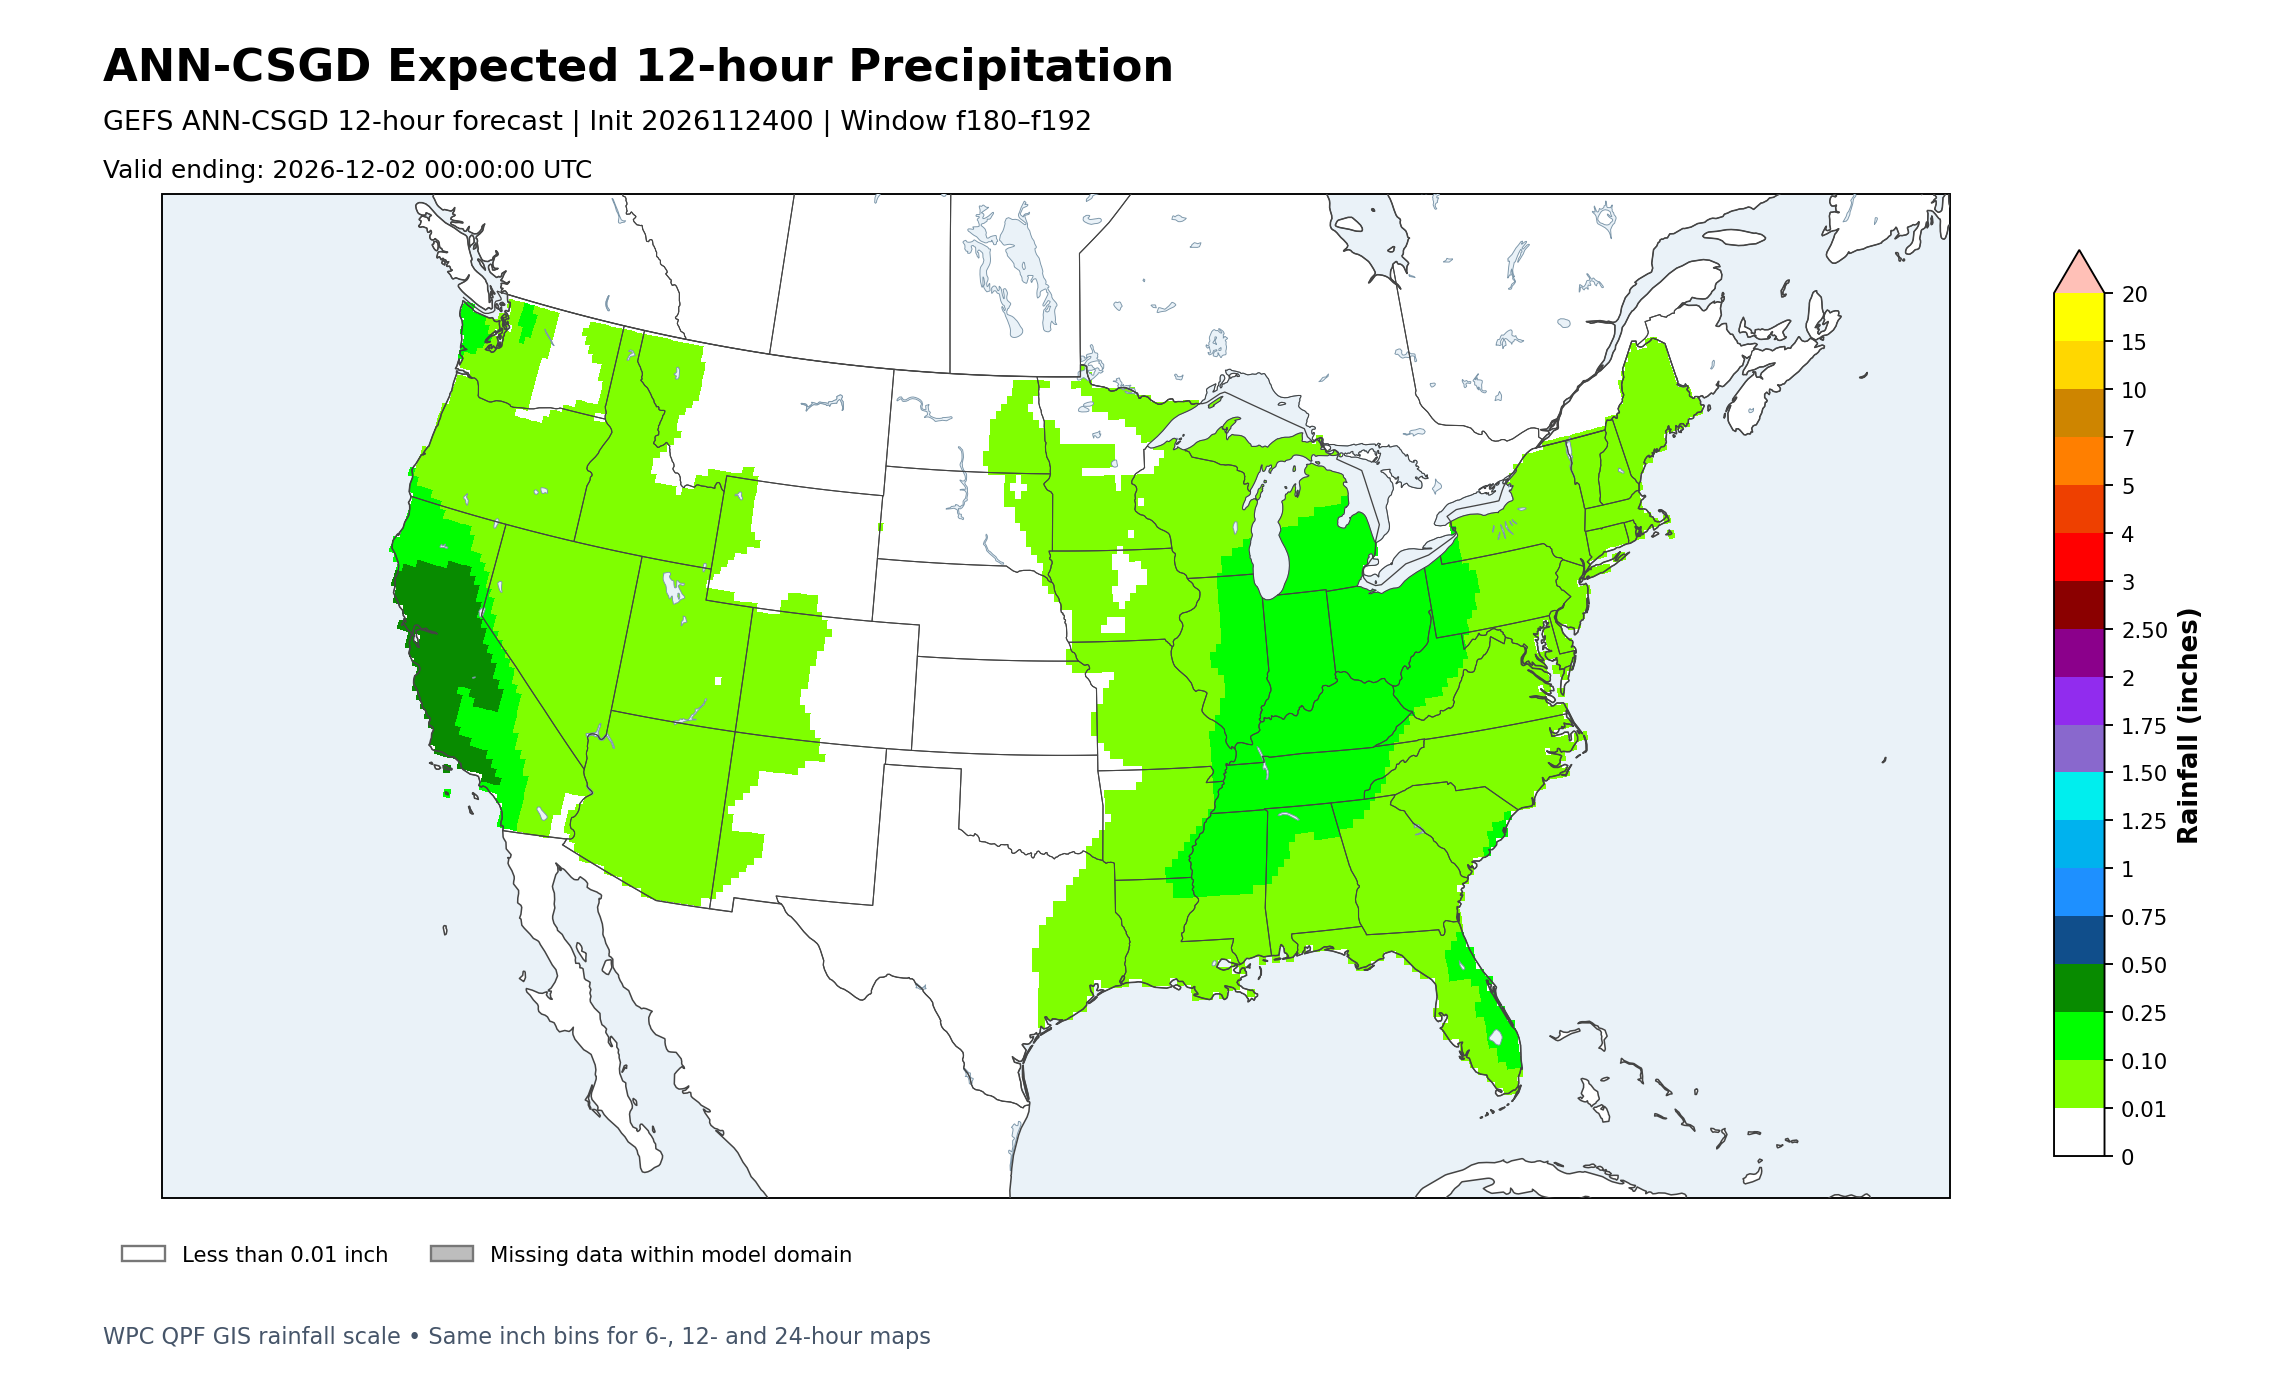 ANN-CSGD Expected 12-hour Precipitation
GEFS ANN-CSGD 12-hour forecast | Init 2026112400 | Window f180–f192
Valid ending: 2026-12-02 00:00:00 UTC
20
15
10
7
5
4
3
2.50
2
1.75
1.50
1.25
1
0.75
0.50
0.25
0.10
0.01
0
Rainfall (inches)
Less than 0.01 inch
Missing data within model domain
WPC QPF GIS rainfall scale • Same inch bins for 6-, 12- and 24-hour maps